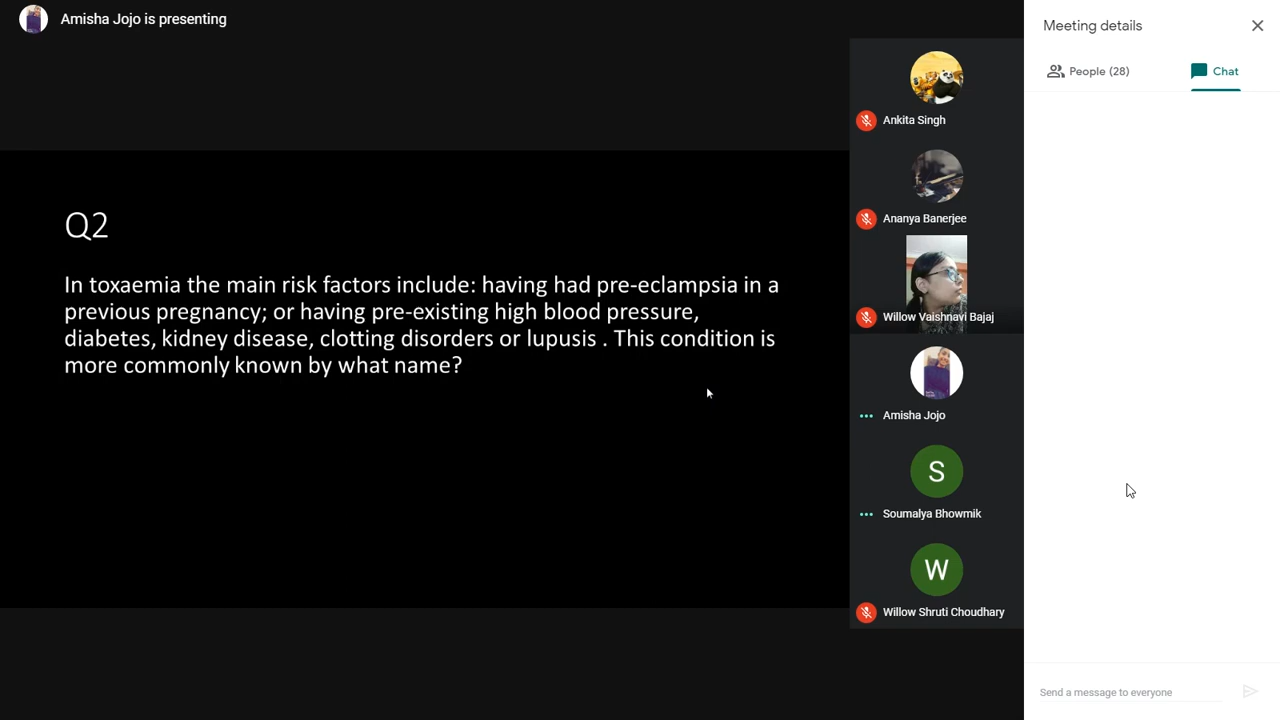 Amisha Jojo is presenting
Q2
In toxaemia the main risk factors include: having had pre-eclampsia in a
previous pregnancy; or having pre-existing high blood pressure,
diabetes, kidney disease, clotting disorders or lupusis . This condition is
more commonly known by what name?
Ankita Singh
Ananya Banerjee
Willow Vaishnavi Bajaj
Amisha Jojo
S
Soumalya Bhowmik
W
Willow Shruti Choudhary
Meeting details
People (28)
Chat
Send a message to everyone